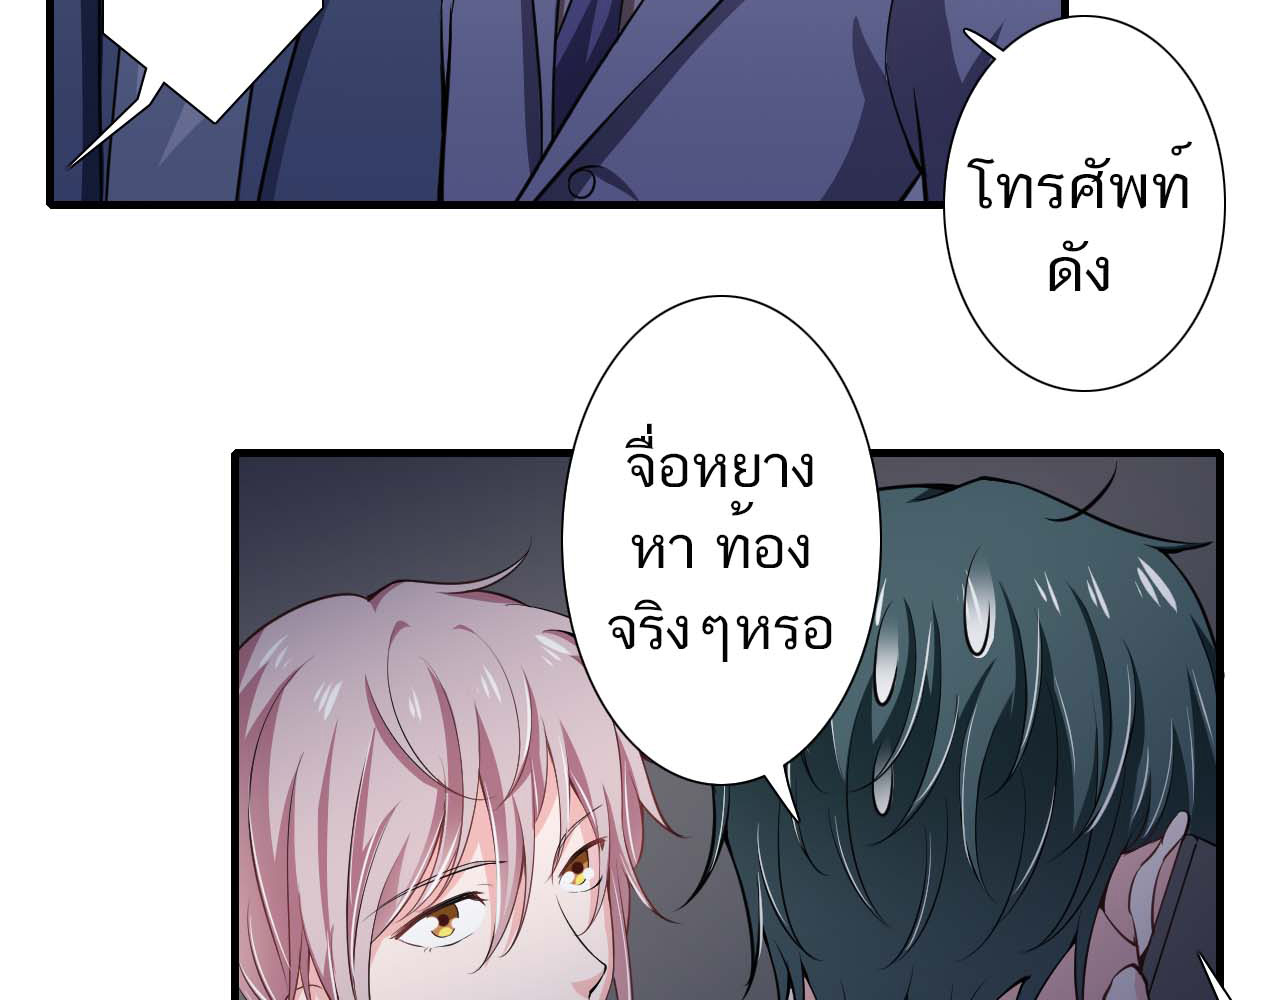 โทรศัพท์
ดัง
จื่อหยาง
หา ท้อง
จริงๆหรอ